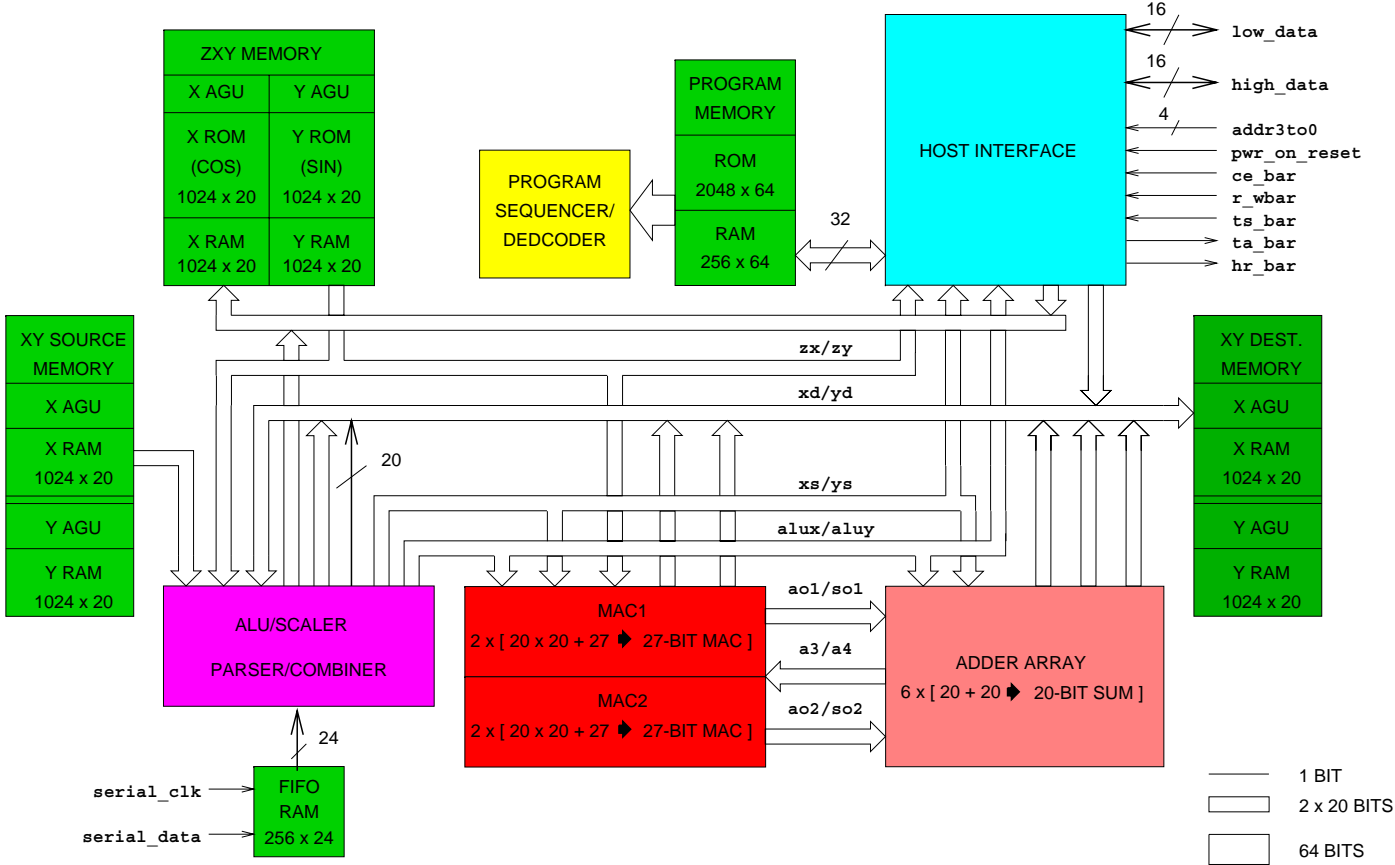 ZXY MEMORY
X AGU
Y AGU
X ROM
(COS)
1024 x 20
Y ROM
(SIN)
1024 x 20
X RAM
1024 x 20
Y RAM
1024 x 20
PROGRAM
SEQUENCER/
DEDCODER
PROGRAM
MEMORY
ROM
2048 x 64
RAM
256 x 64
32
HOST INTERFACE
16
low_data
16
high_data
4
addr3to0
pwr_on_reset
ce_bar
r_wbar
ts_bar
ta_bar
hr_bar
XY SOURCE
MEMORY
X AGU
X RAM
1024 x 20
Y AGU
Y RAM
1024 x 20
zx/zy
xd/yd
20
xs/ys
alux/aluy
XY DEST.
MEMORY
X AGU
X RAM
1024 x 20
Y AGU
Y RAM
1024 x 20
ALU/SCALER
PARSER/COMBINER
MAC1
2 x [ 20 x 20 + 27 🡆 27-BIT MAC ]
MAC2
2 x [ 20 x 20 + 27 🡆 27-BIT MAC ]
ao1/so1
a3/a4
ao2/so2
ADDER ARRAY
6 x [ 20 + 20 🡆 20-BIT SUM ]
24
serial_clk
serial_data
FIFO
RAM
256 x 24
1 BIT
2 x 20 BITS
64 BITS